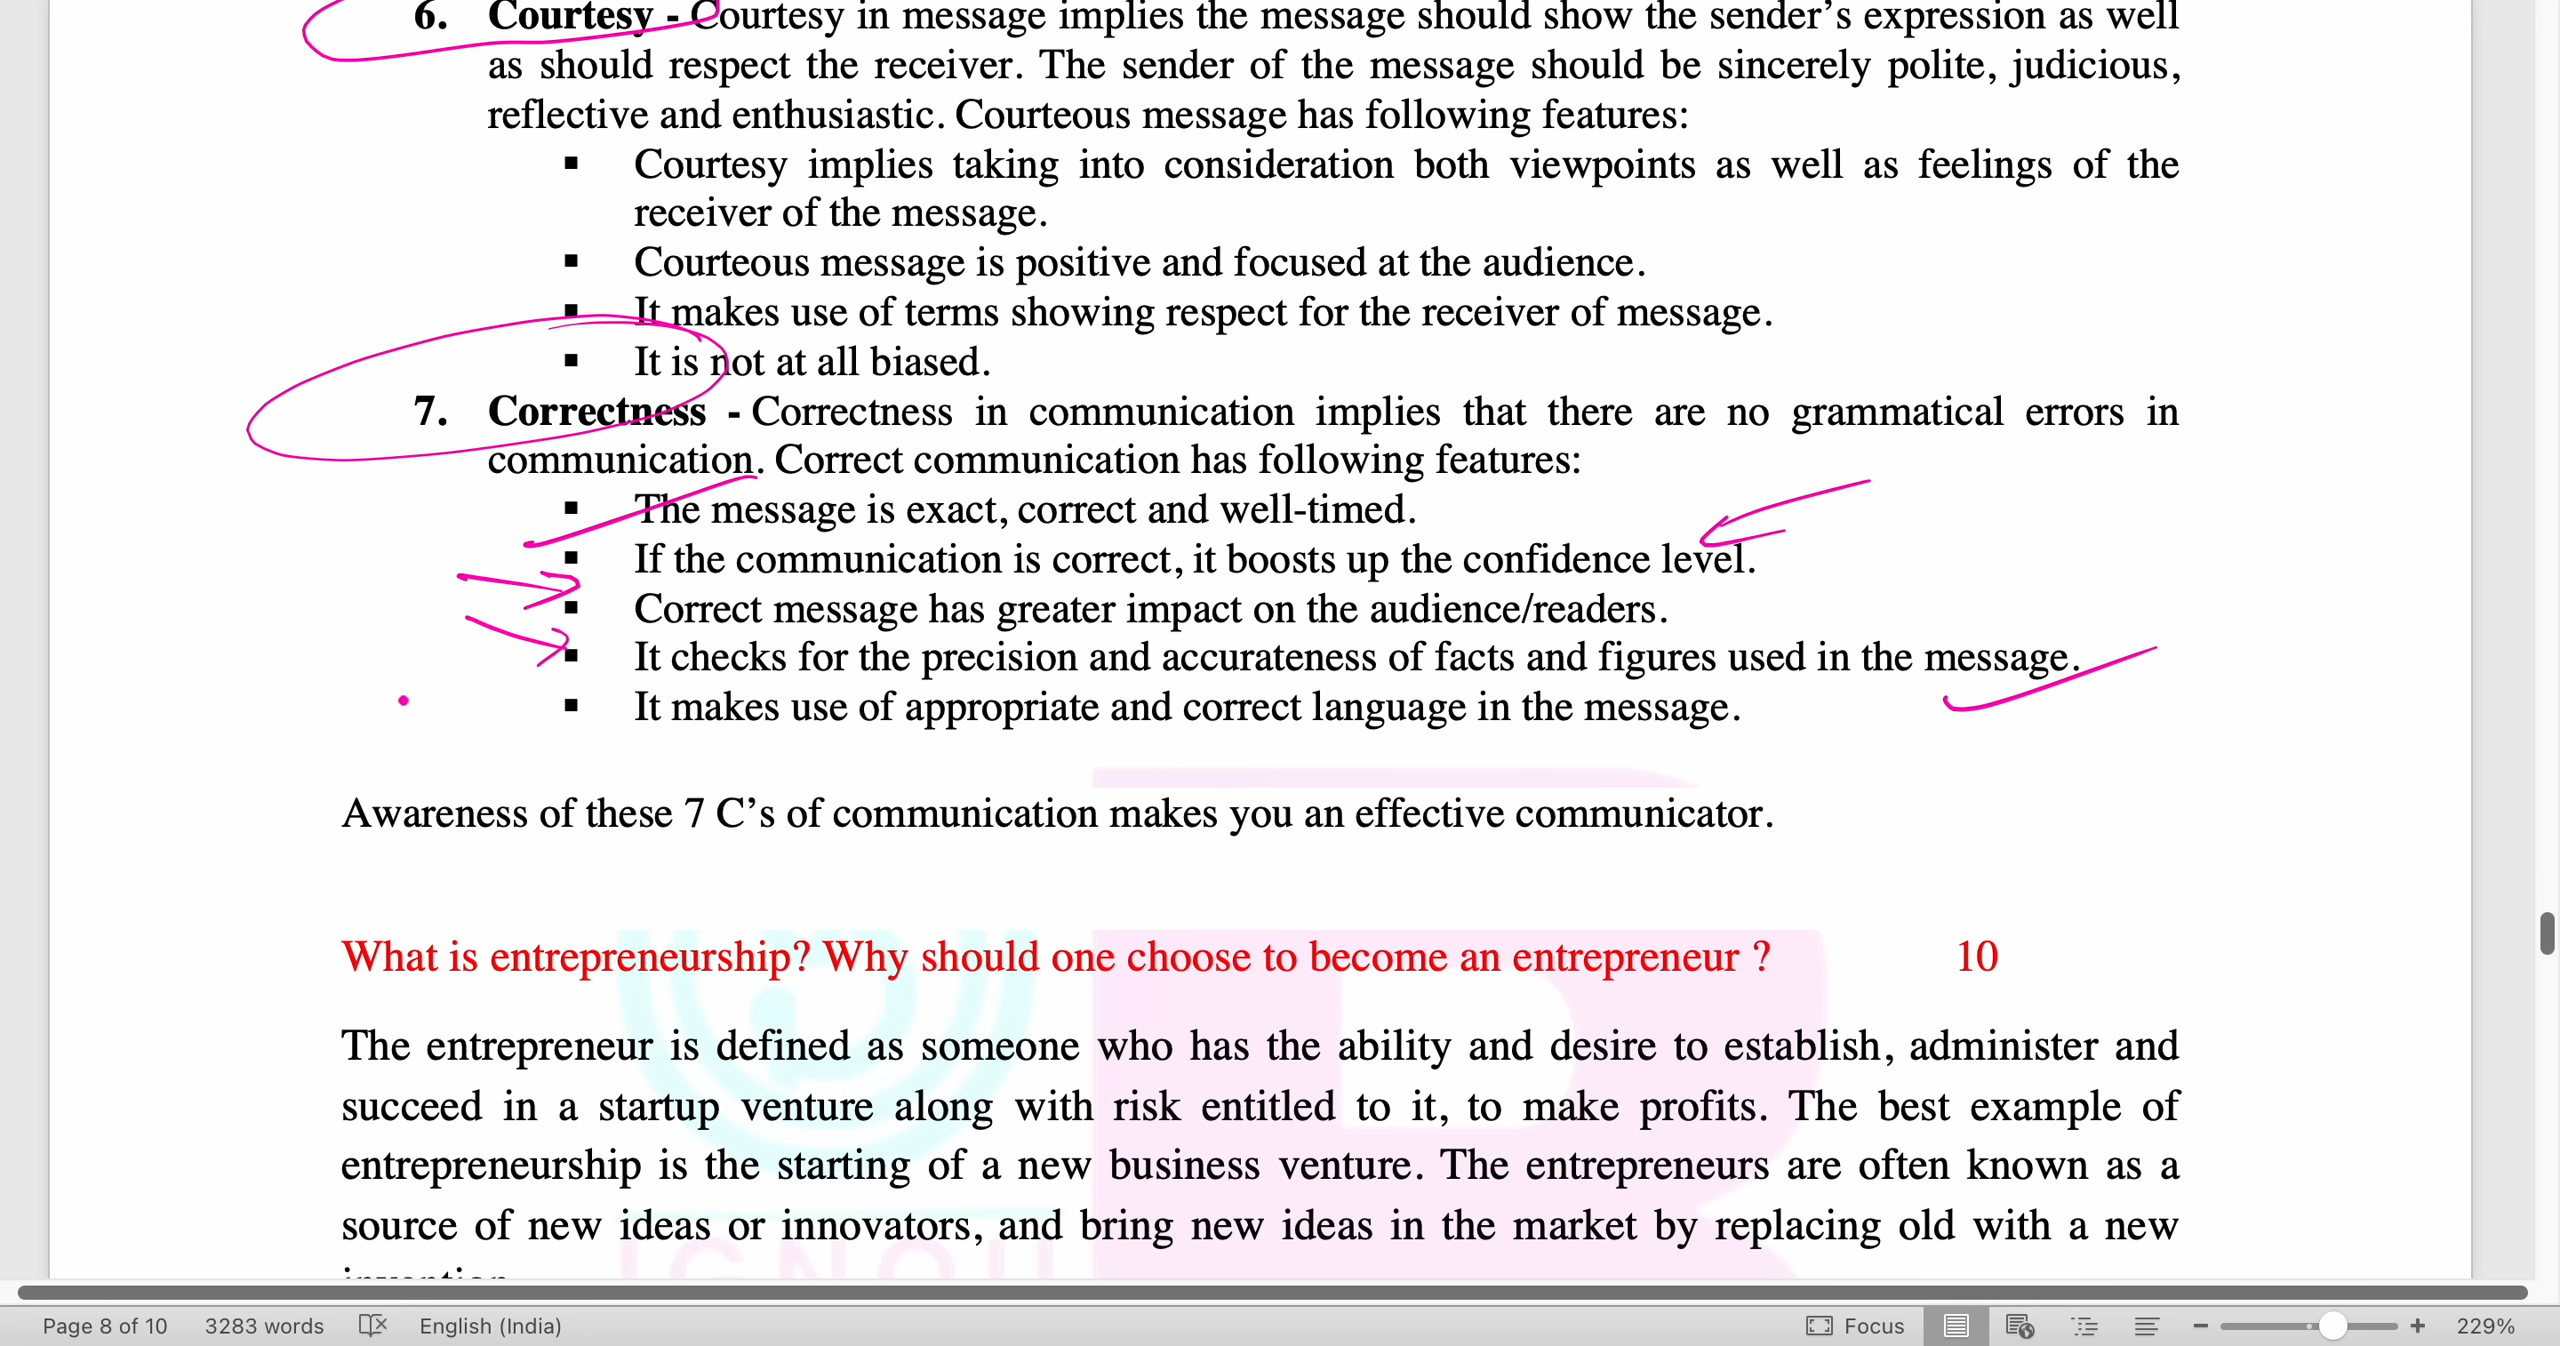 6. Courtesy - Courtesy in message implies the message should show the sender's expression as well
as should respect the receiver. The sender of the message should be sincerely polite, judicious,
reflective and enthusiastic. Courteous message has following features:
▪ Courtesy implies taking into consideration both viewpoints as well as feelings of the
receiver of the message.
▪ Courteous message is positive and focused at the audience.
▪ It makes use of terms showing respect for the receiver of message.
▪ It is not at all biased.
7. Correctness - Correctness in communication implies that there are no grammatical errors in
communication. Correct communication has following features:
▪ The message is exact, correct and well-timed.
▪ If the communication is correct, it boosts up the confidence level.
▪ Correct message has greater impact on the audience/readers.
▪ It checks for the precision and accurateness of facts and figures used in the message.
▪ It makes use of appropriate and correct language in the message.
Awareness of these 7 C's of communication makes you an effective communicator.
What is entrepreneurship? Why should one choose to become an entrepreneur ? 10
The entrepreneur is defined as someone who has the ability and desire to establish, administer and
succeed in a startup venture along with risk entitled to it, to make profits. The best example of
entrepreneurship is the starting of a new business venture. The entrepreneurs are often known as a
source of new ideas or innovators, and bring new ideas in the market by replacing old with a new
IGNOU
Page 8 of 10 3283 words English (India) Focus 229%